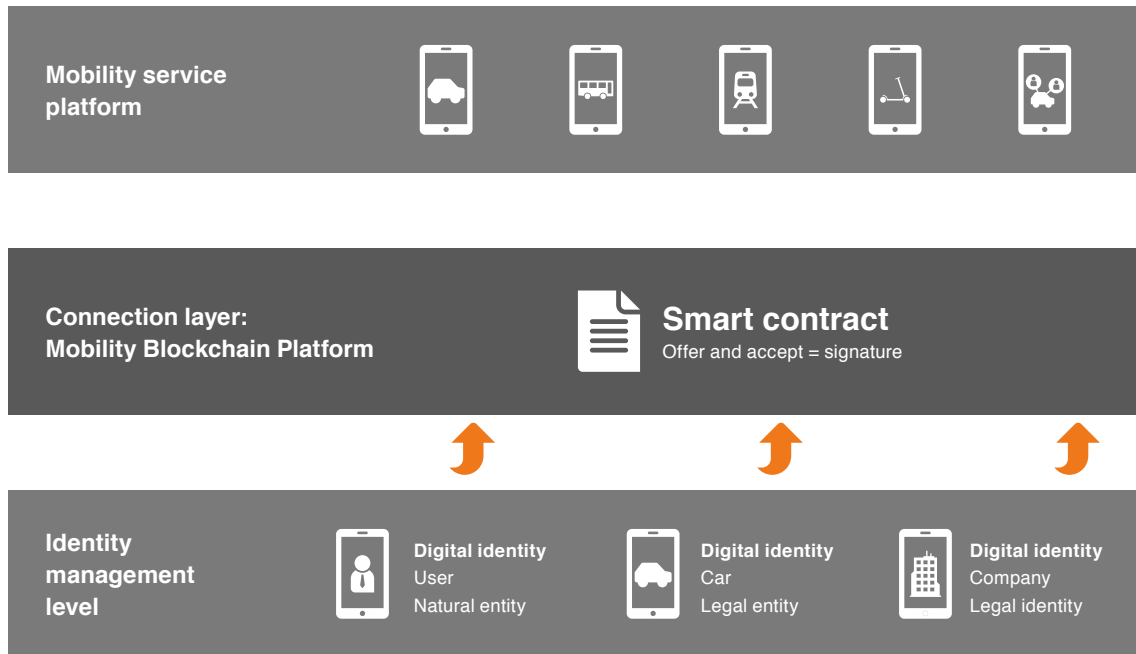 Mobility service
platform
Connection layer:
Mobility Blockchain Platform
Smart contract
Offer and accept = signature
Identity
management
level
Digital identity
User
Natural entity
Digital identity
Car
Legal entity
Digital identity
Company
Legal identity